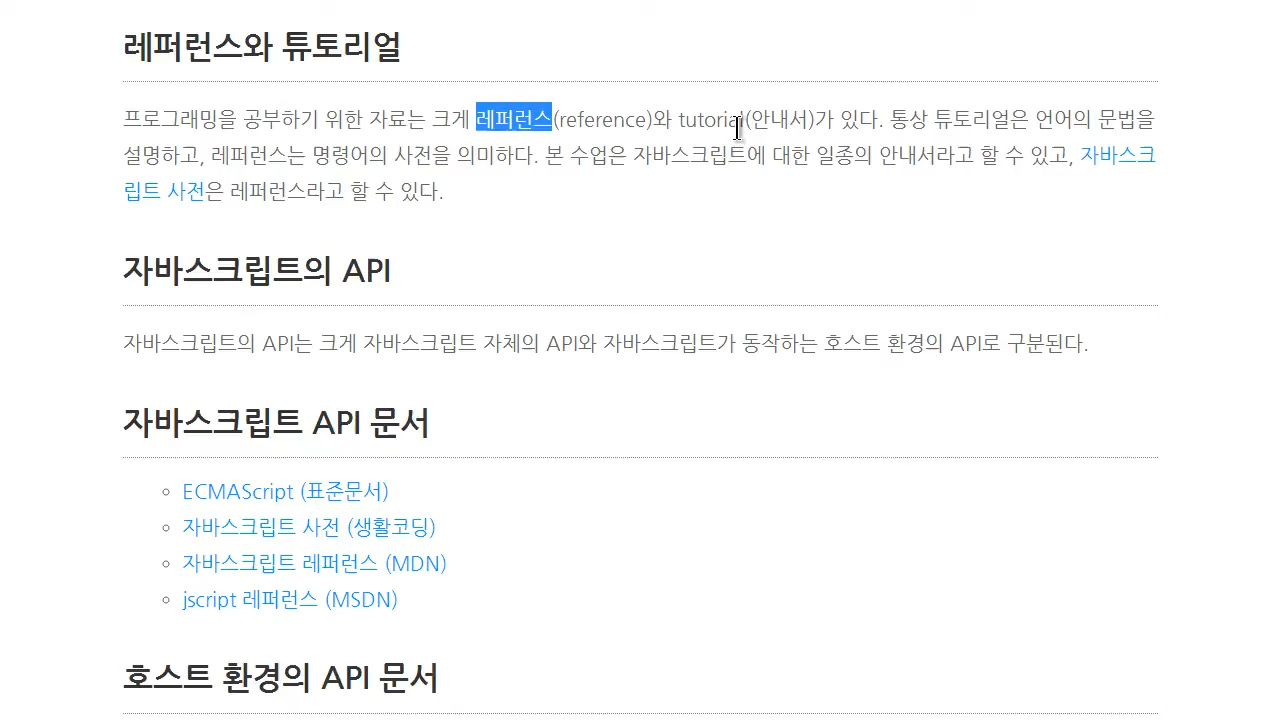 레퍼런스와 튜토리얼
프로그래밍을 공부하기 위한 자료는 크게 레퍼런스(reference)와 tutorial(안내서)가 있다. 통상 튜토리얼은 언어의 문법을
설명하고, 레퍼런스는 명령어의 사전을 의미하다. 본 수업은 자바스크립트에 대한 일종의 안내서라고 할 수 있고, 자바스크
립트 사전은 레퍼런스라고 할 수 있다.
자바스크립트의 API
자바스크립트의 API는 크게 자바스크립트 자체의 API와 자바스크립트가 동작하는 호스트 환경의 API로 구분된다.
자바스크립트 API 문서
ECMAScript (표준문서)
자바스크립트 사전 (생활코딩)
자바스크립트 레퍼런스 (MDN)
jscript 레퍼런스 (MSDN)
호스트 환경의 API 문서